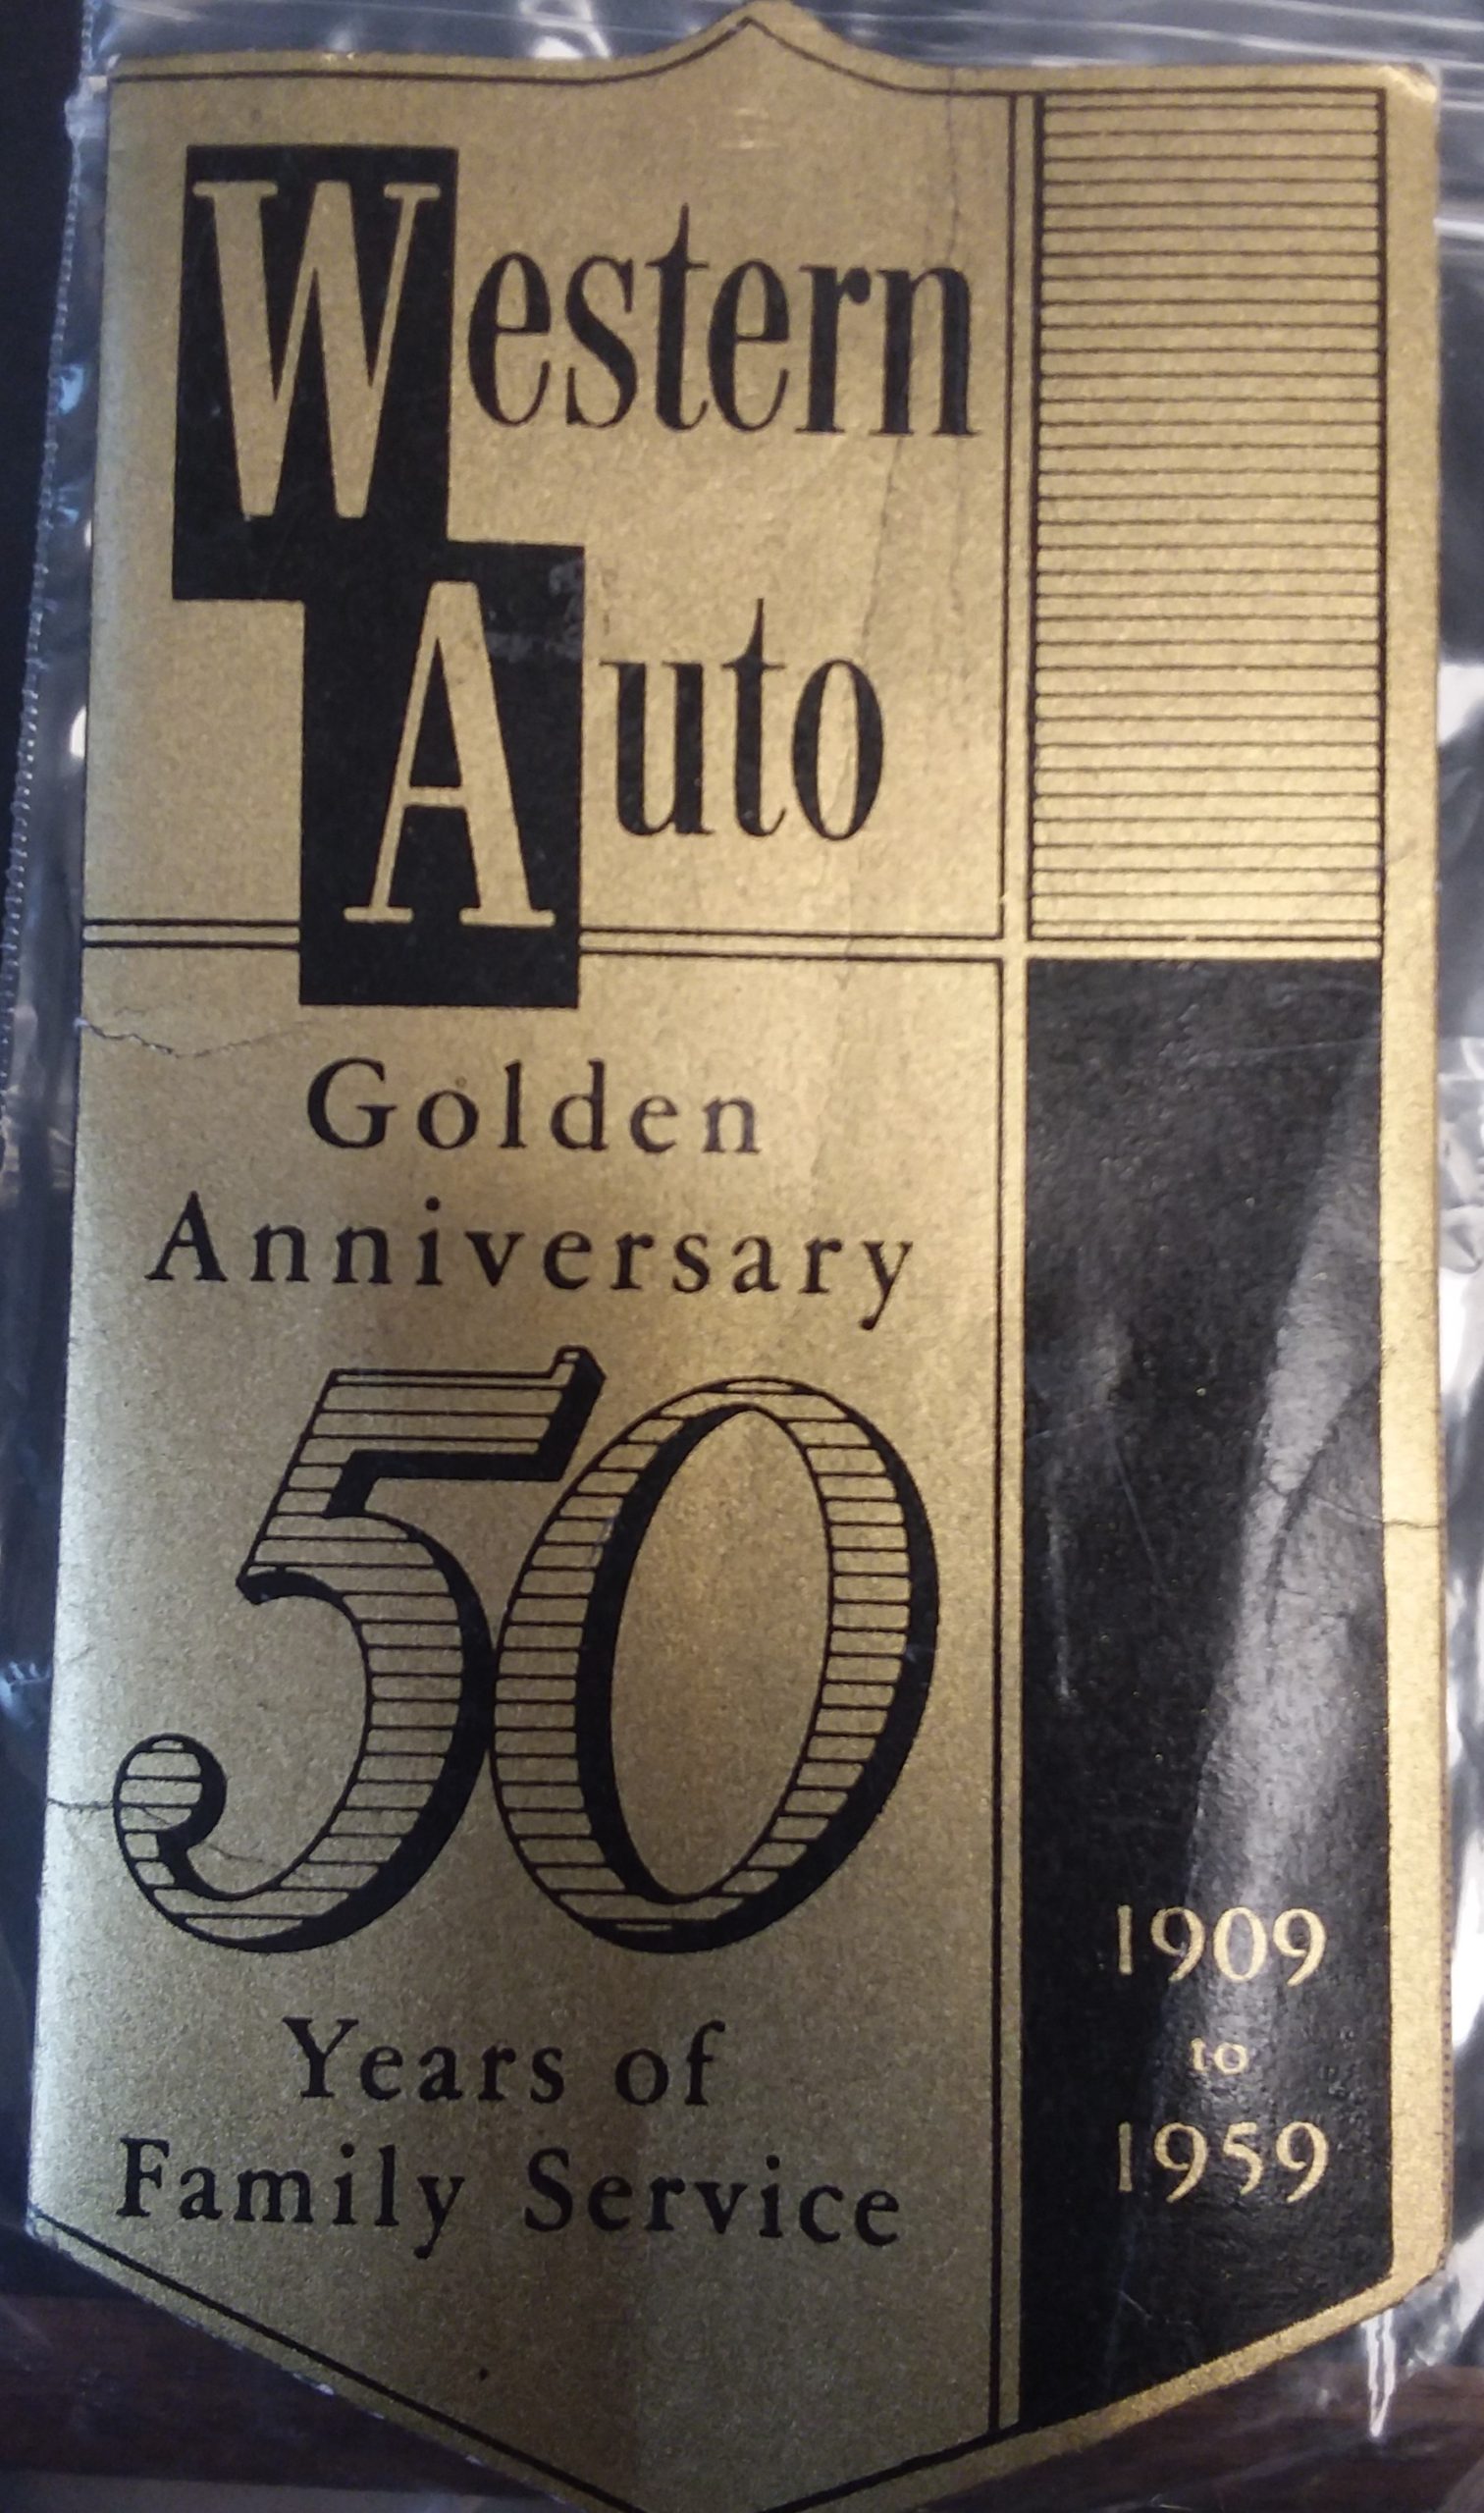 Western
Auto
Golden
Anniversary
50
Years of
Family Service
1909
to
1959